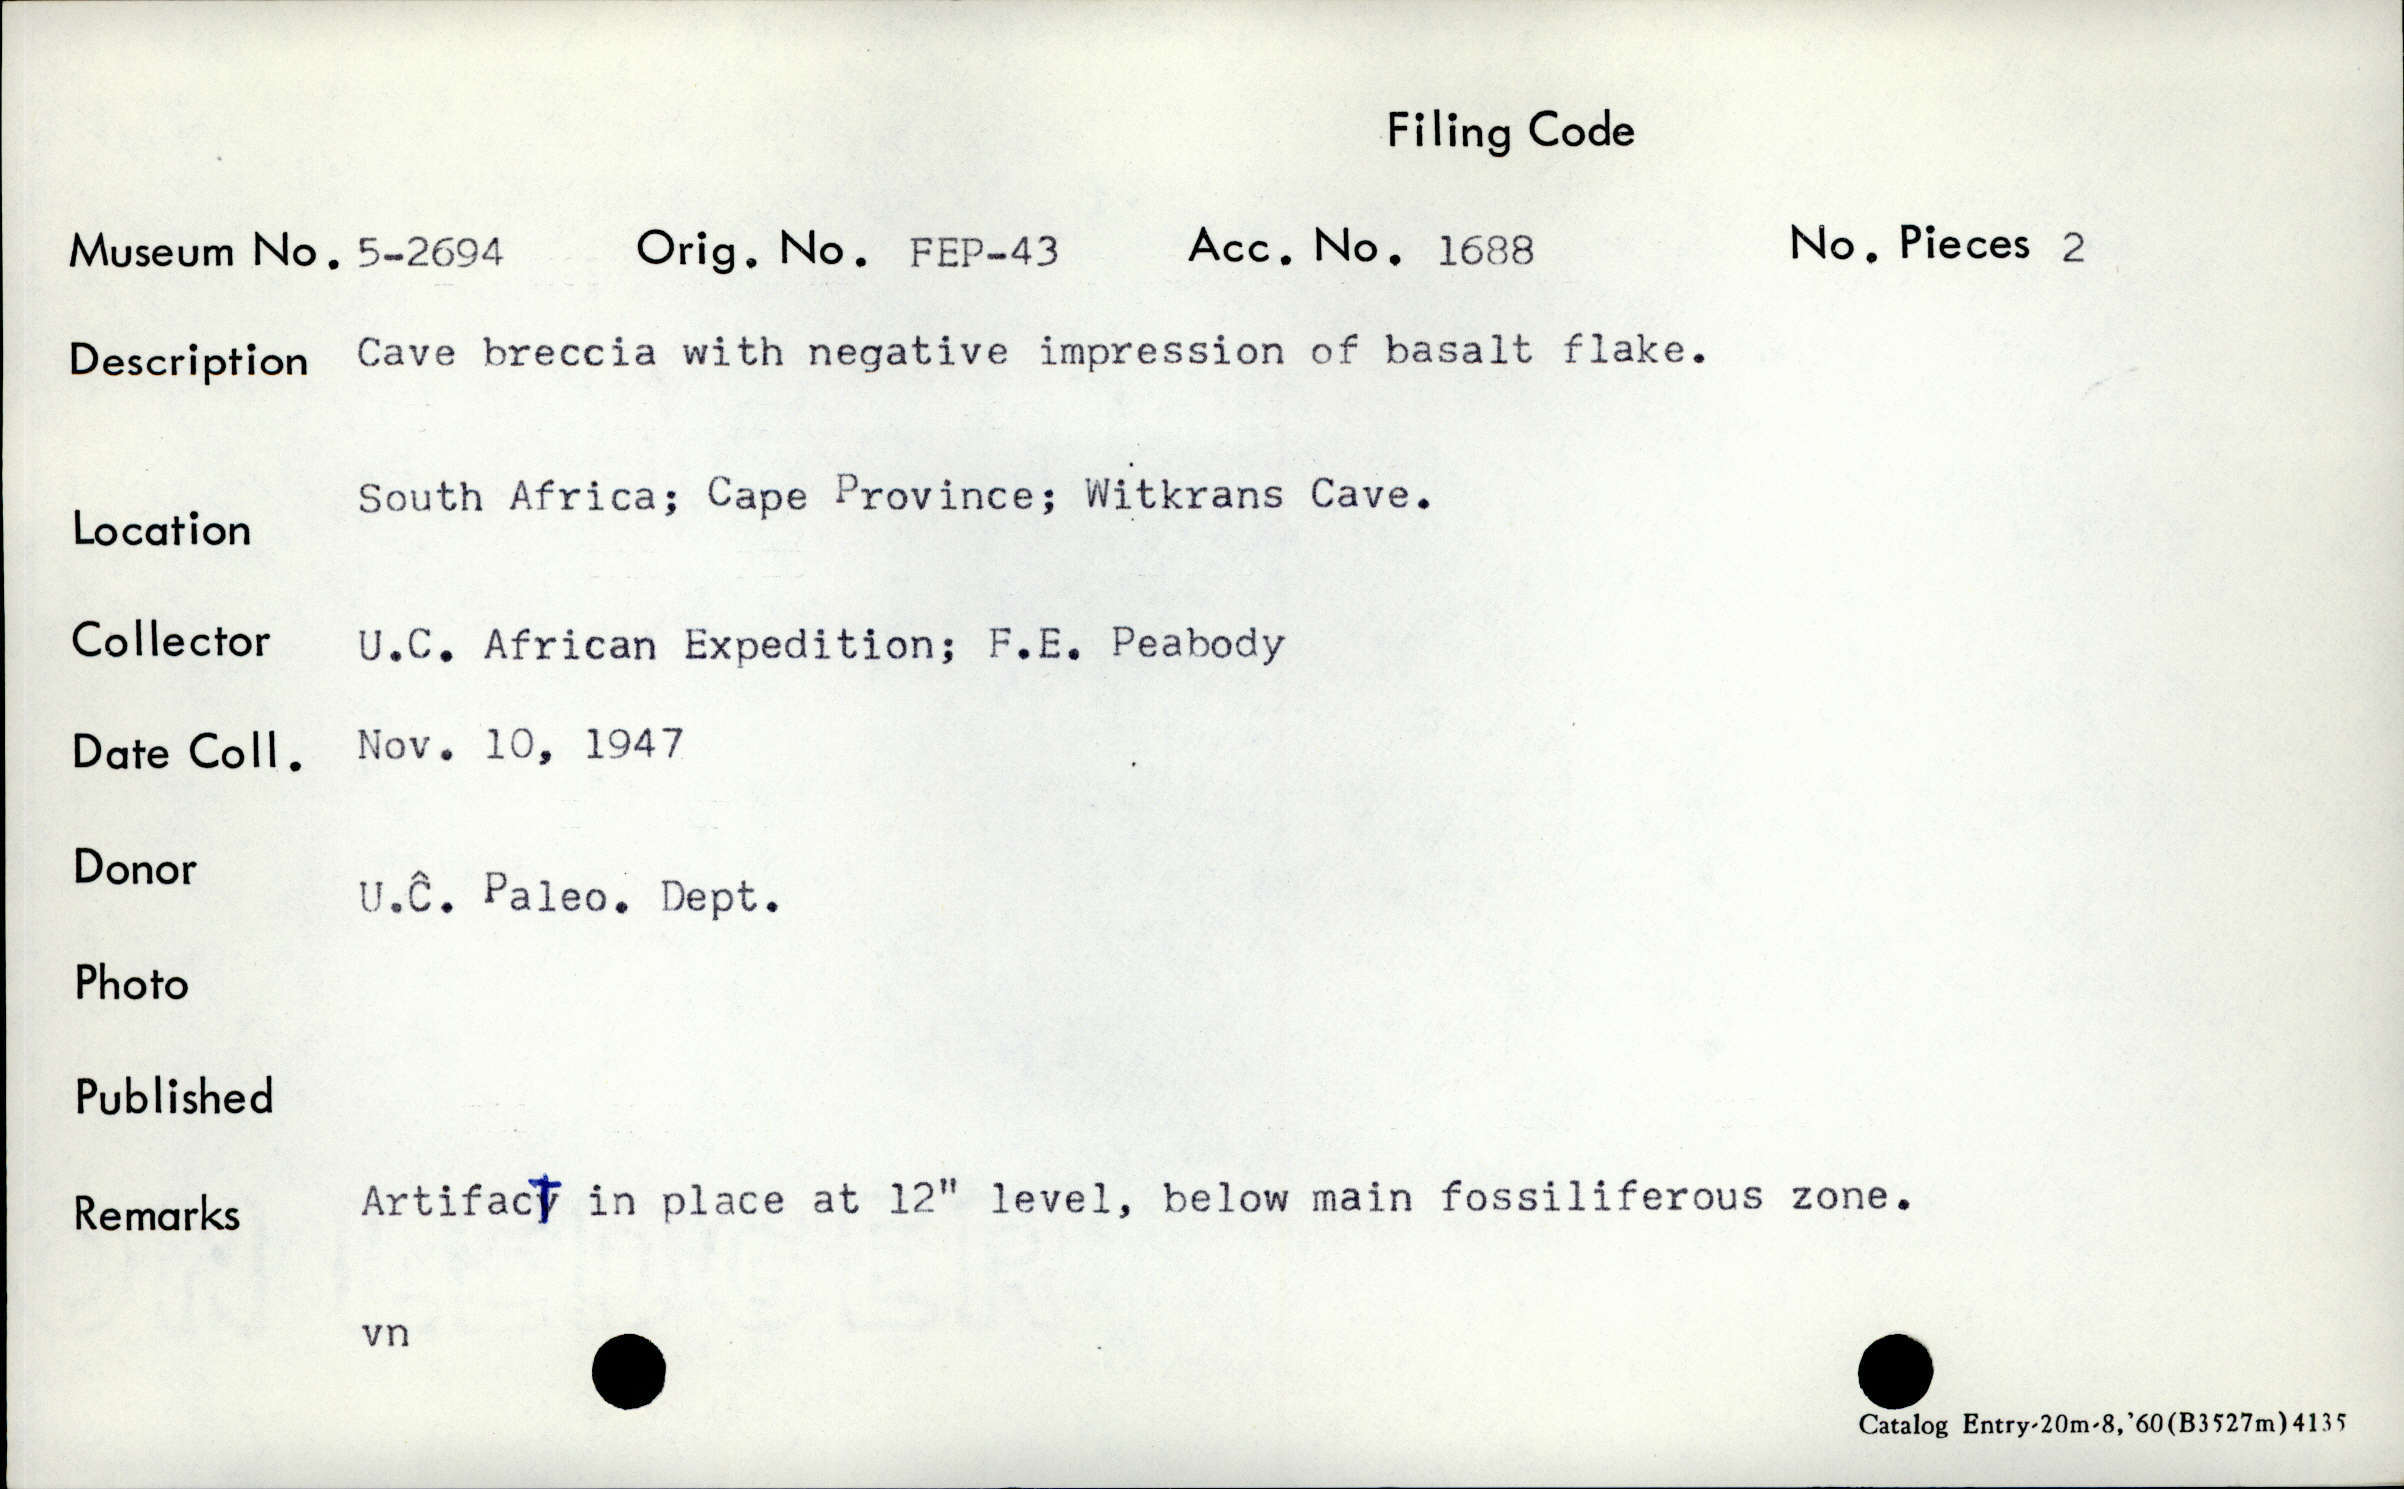 Filing Code
Museum No. 5-2694 Orig. No. FEP-43 Acc. No. 1688 No. Pieces 2
Description Cave breccia with negative impression of basalt flake.
Location South Africa; Cape Province; Witkrans Cave.
Collector U.C. African Expedition; F.E. Peabody
Date Coll. Nov. 10, 1947
Donor U.Ĉ. Paleo. Dept.
Photo
Published
Remarks Artifact in place at 12" level, below main fossiliferous zone.
vn
Catalog Entry-20m-8,'60(B3527m)4135